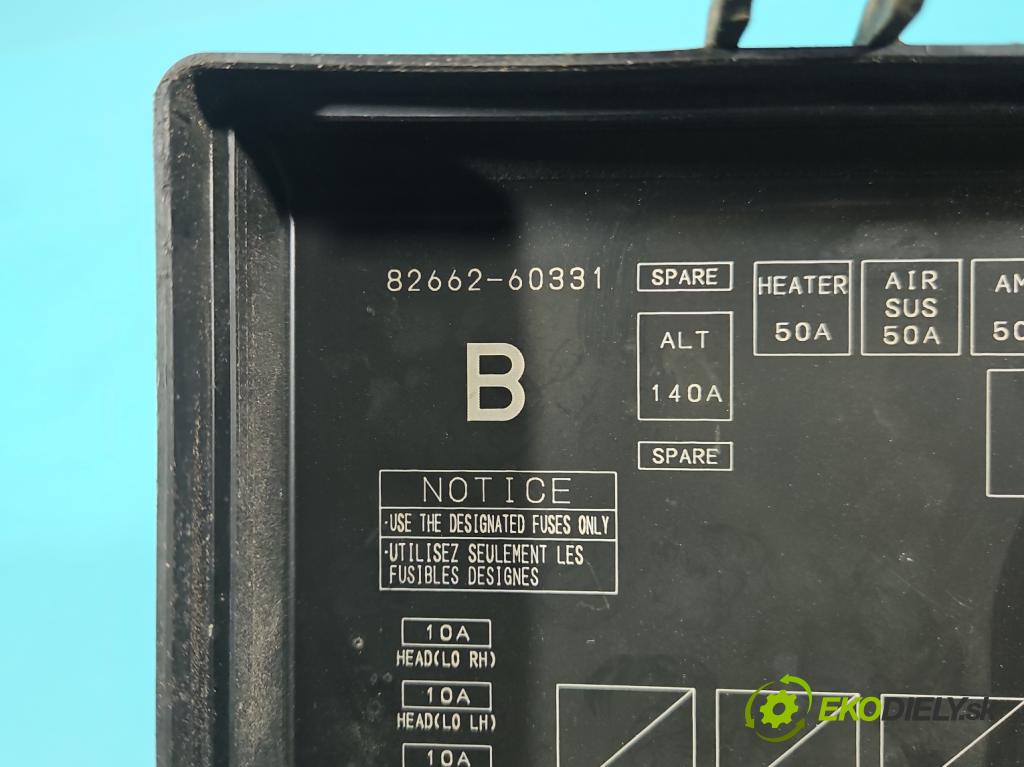 82662-60331
B
SPARE
ALT
140A
SPARE
HEATER
50A
AIR
SUS
50A
NOTICE
·USE THE DESIGNATED FUSES ONLY
·UTILISEZ SEULEMENT LES
FUSIBLES DESIGNES
10A
HEAD(LO RH)
10A
HEAD(LO LH)
10A
EKODIELY.sk